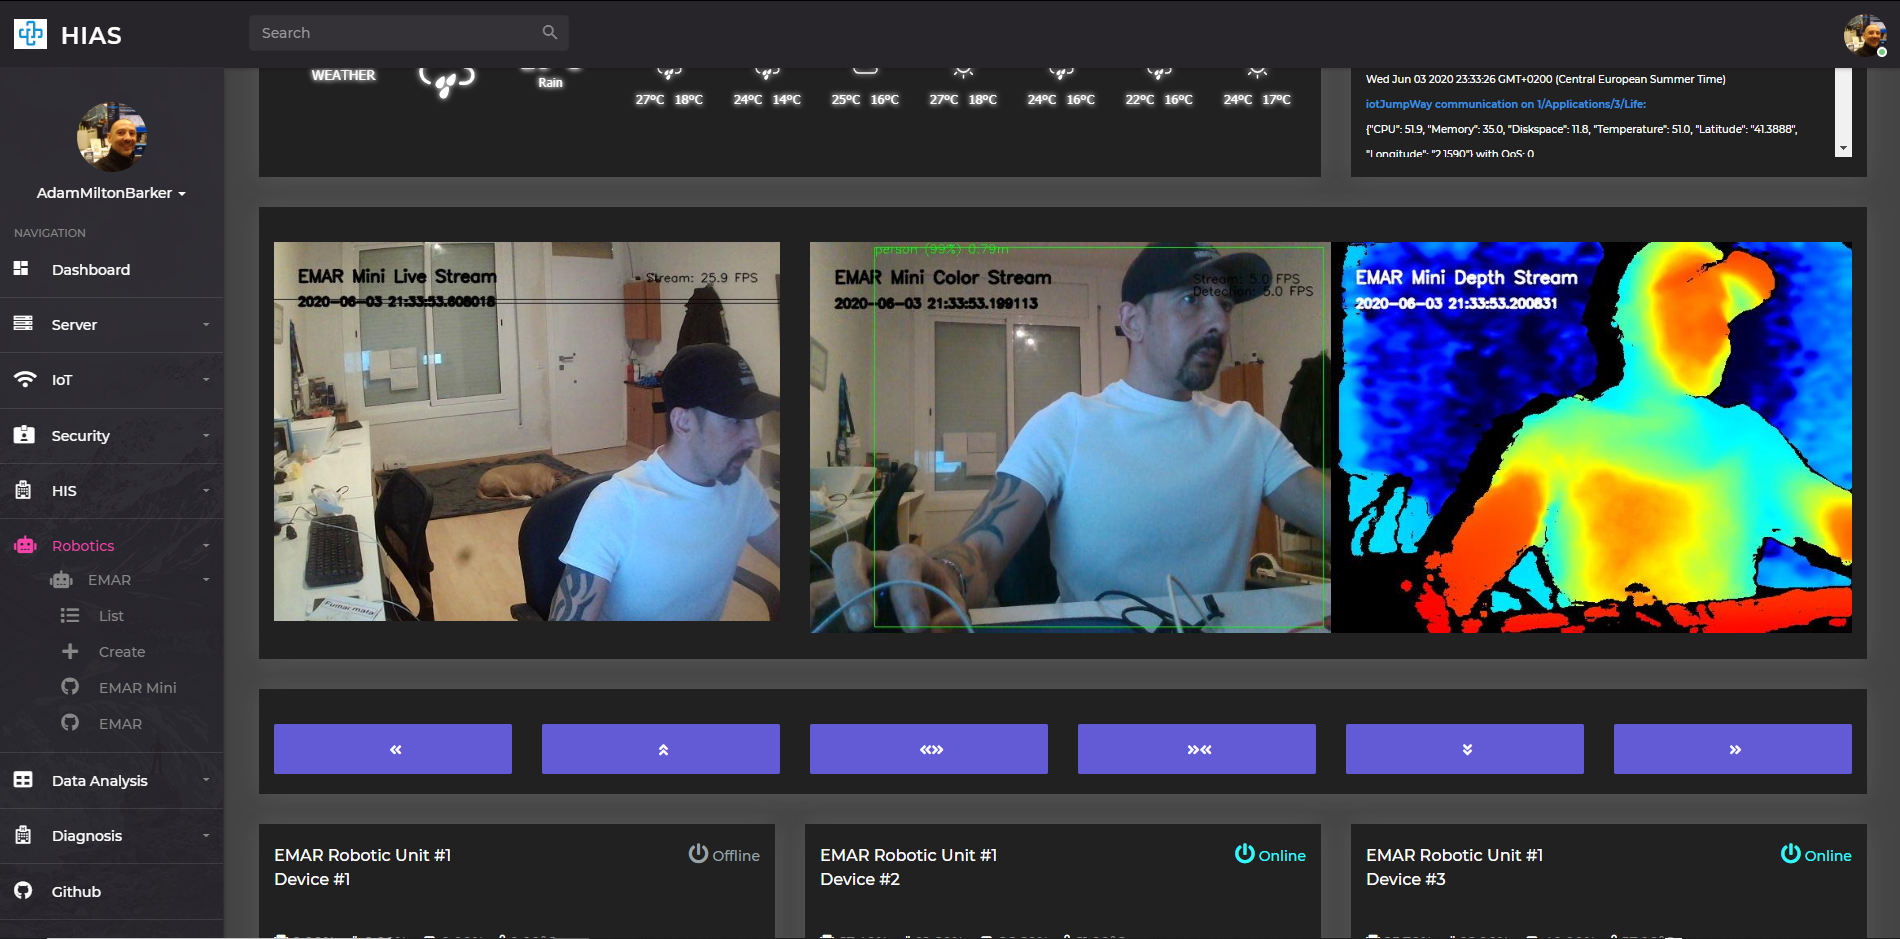 HIAS
Search
AdamMiltonBarker
NAVIGATION
Dashboard
Server
IoT
Security
HIS
Robotics
EMAR
List
Create
EMAR Mini
EMAR
Data Analysis
Diagnosis
Github
WEATHER
Rain
27ºC 18ºC
24ºC 14ºC
25ºC 16ºC
27ºC 18ºC
24ºC 16ºC
22ºC 16ºC
24ºC 17ºC
Wed Jun 03 2020 23:33:26 GMT+0200 (Central European Summer Time)
iotJumpWay communication on 1/Applications/3/Life:
{"CPU": 51.9, "Memory": 35.0, "Diskspace": 11.8, "Temperature": 51.0, "Latitude": "41.3888",
"Longitude": "2.1590"} with QoS: 0
EMAR Mini Live Stream
Stream: 25.9 FPS
2020-06-03 21:33:53.608018
Fumar mata
person (99%) 0.79m
EMAR Mini Color Stream
Stream: 5.0 FPS
Detection: 5.0 FPS
2020-06-03 21:33:53.199113
EMAR Mini Depth Stream
2020-06-03 21:33:53.200831
EMAR Robotic Unit #1
Device #1
Offline
EMAR Robotic Unit #1
Device #2
Online
EMAR Robotic Unit #1
Device #3
Online